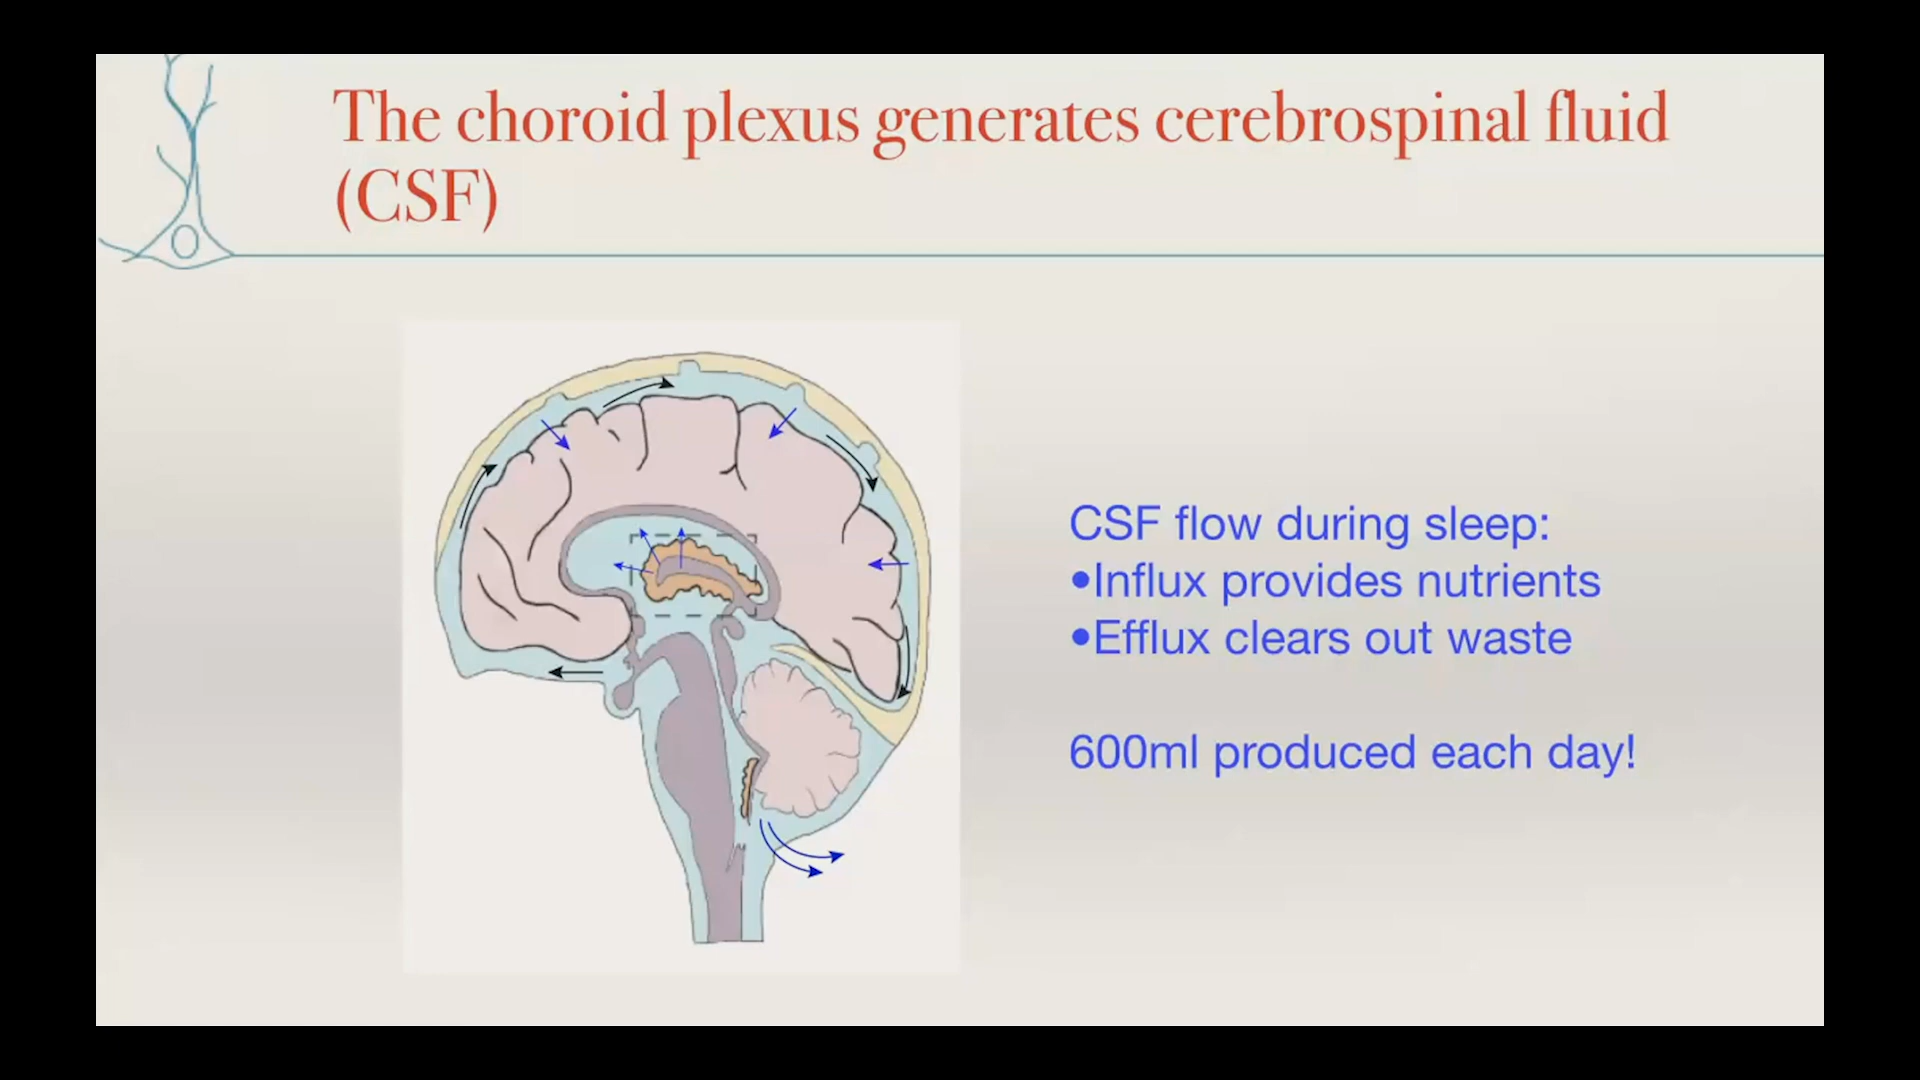 The choroid plexus generates cerebrospinal fluid
(CSF)
CSF flow during sleep:
•Influx provides nutrients
•Efflux clears out waste
600ml produced each day!